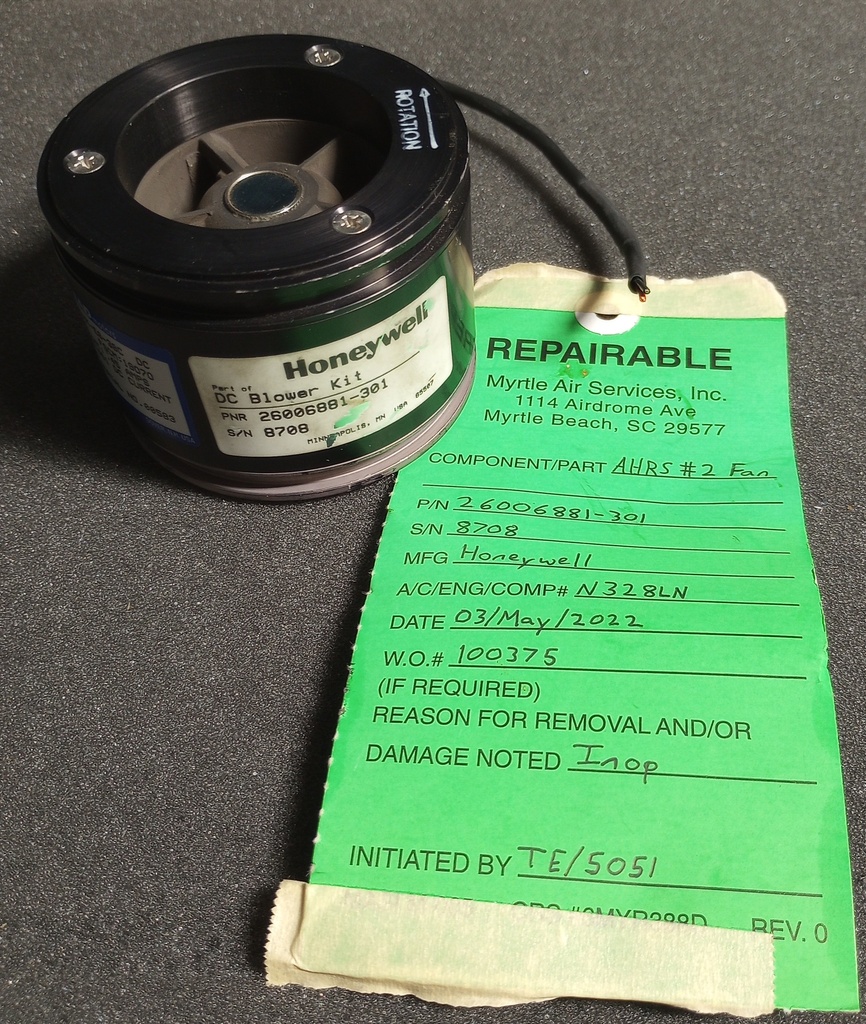 ROTATION
Honeywell
Part of
DC Blower Kit
PNR 26006881-301
S/N 8708
MINNEAPOLIS, MN USA
DC
AMPS
CURRENT
REPAIRABLE
Myrtle Air Services, Inc.
1114 Airdrome Ave
Myrtle Beach, SC 29577
COMPONENT/PART AHRS #2 Fan
P/N 26006881-301
S/N 8708
MFG Honeywell
A/C/ENG/COMP# N328LN
DATE 03/May/2022
W.O.# 100375
(IF REQUIRED)
REASON FOR REMOVAL AND/OR
DAMAGE NOTED Inop
INITIATED BY TE/5051
REV. 0